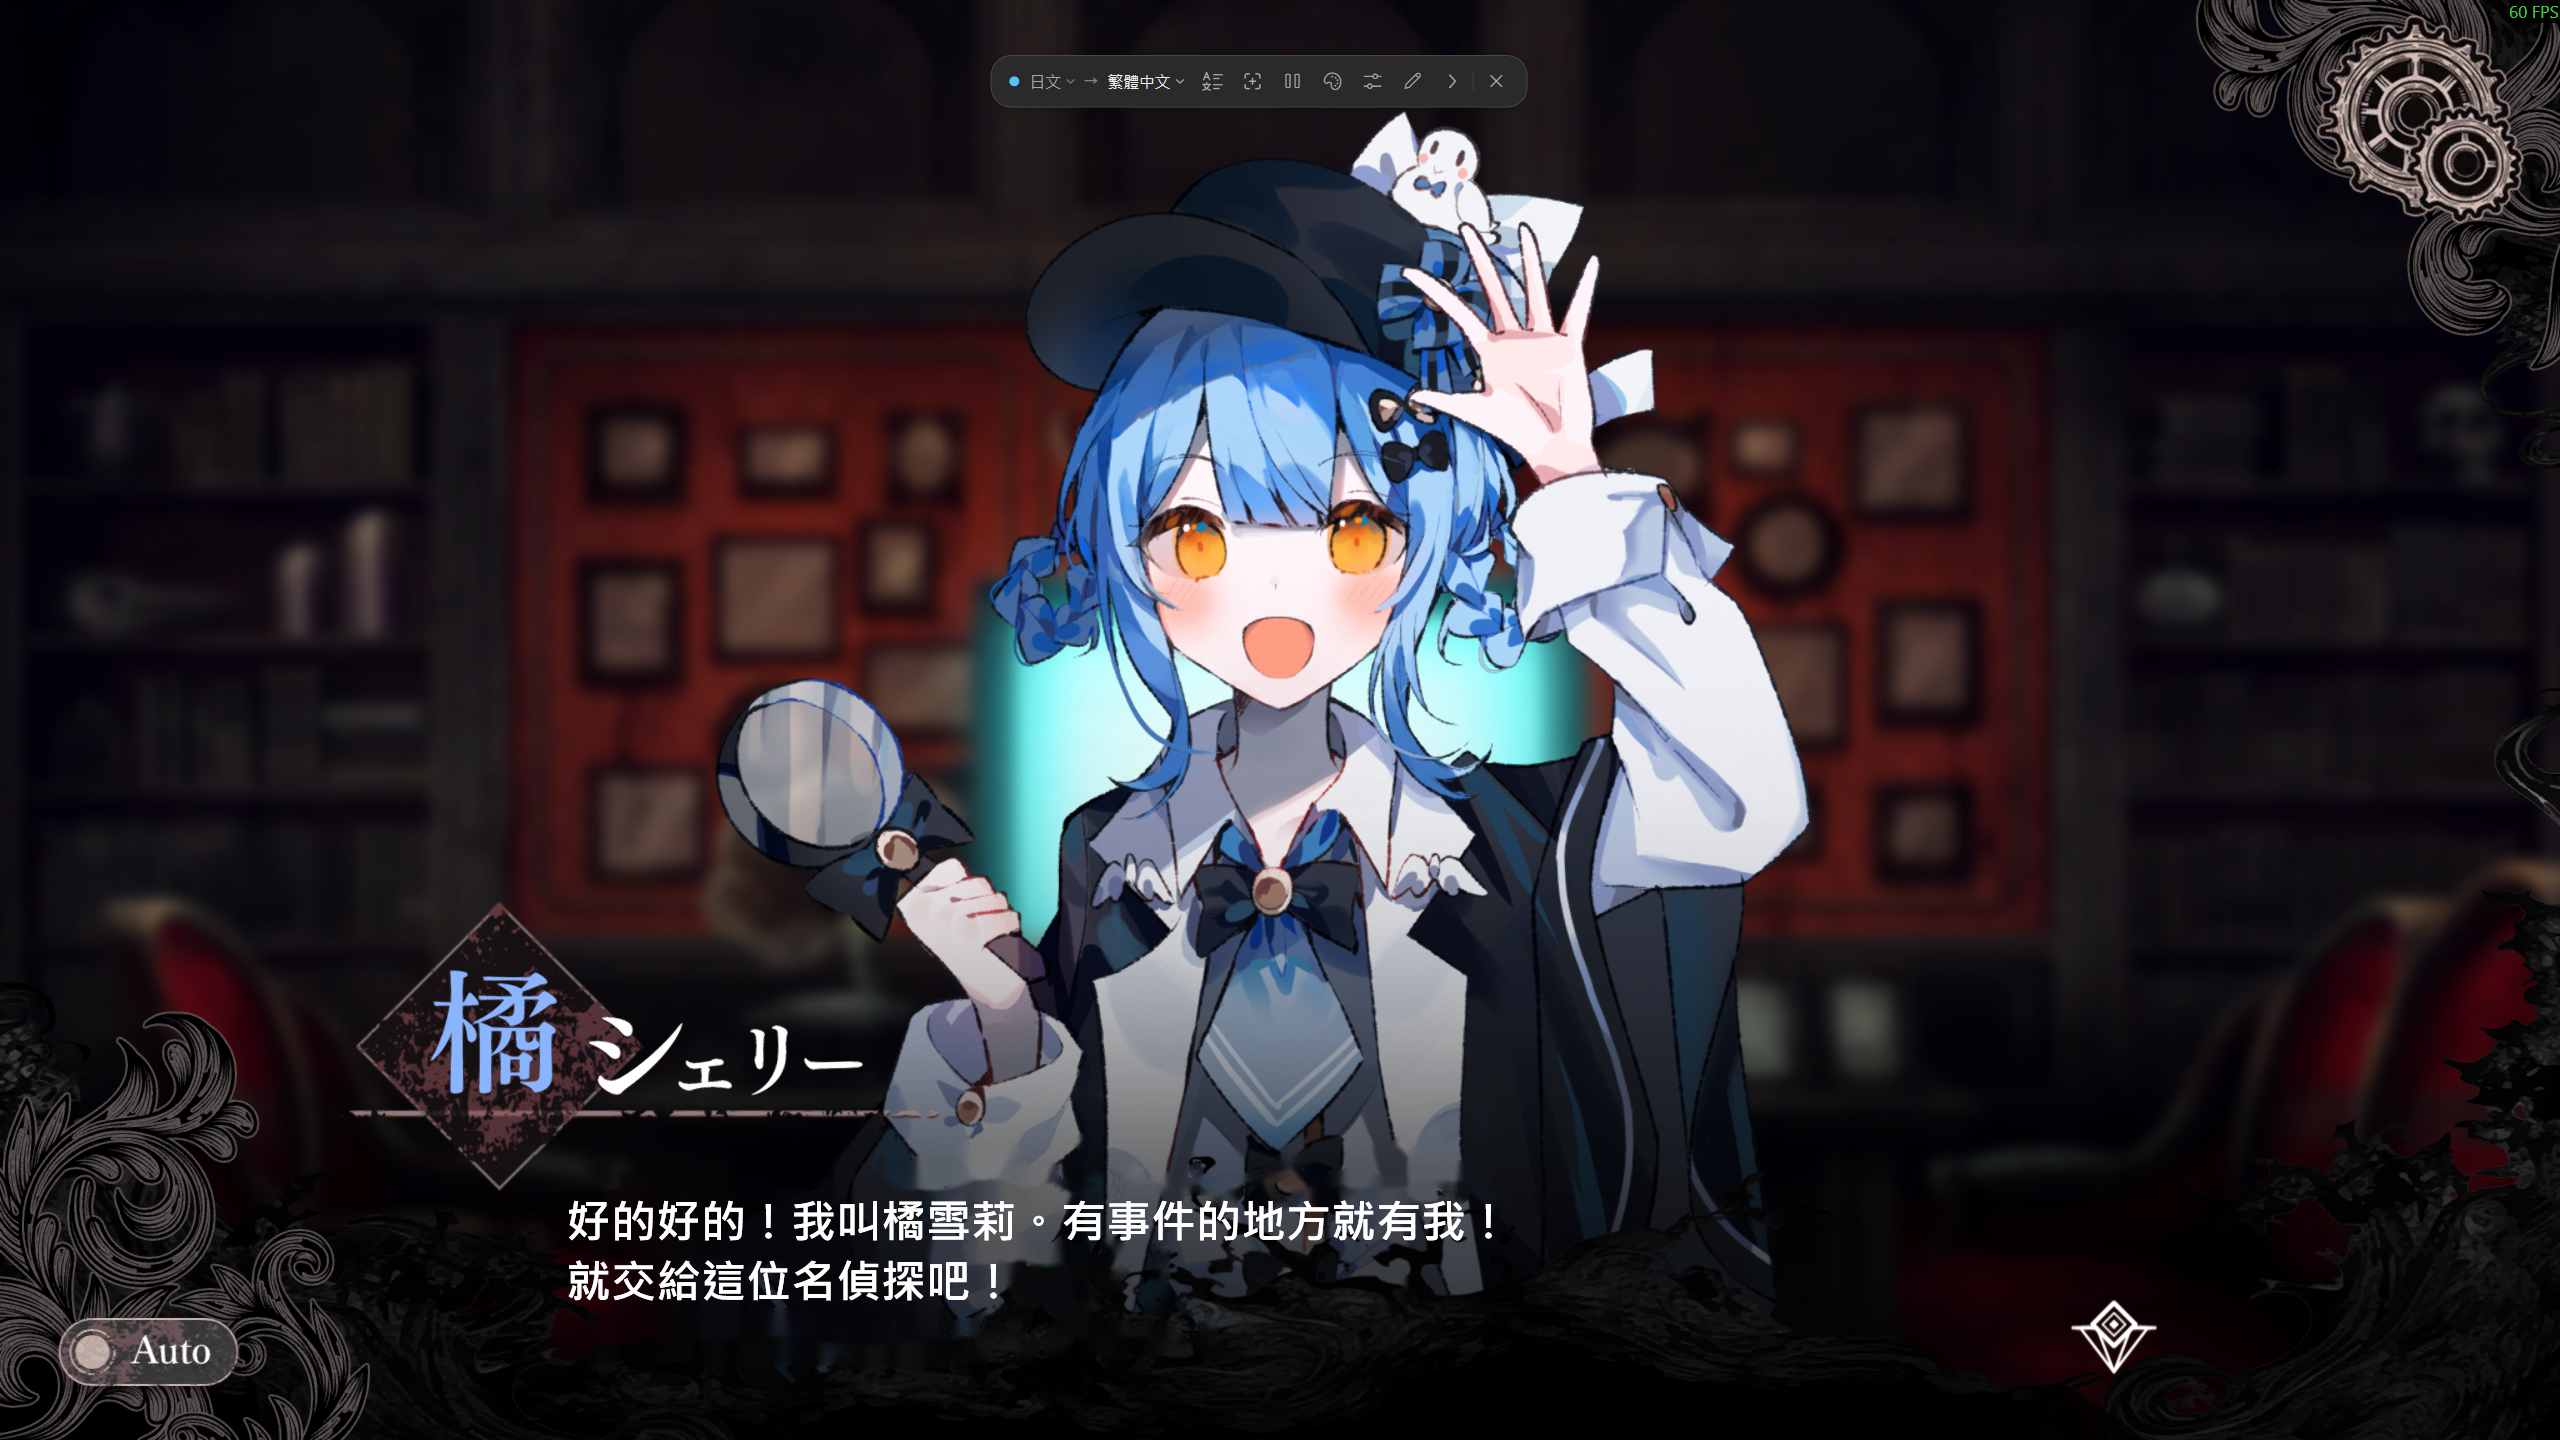 60 FPS
日文 → 繁體中文
橘シェリー
好的好的！我叫橘雪莉。有事件的地方就有我！
就交給這位名偵探吧！
Auto